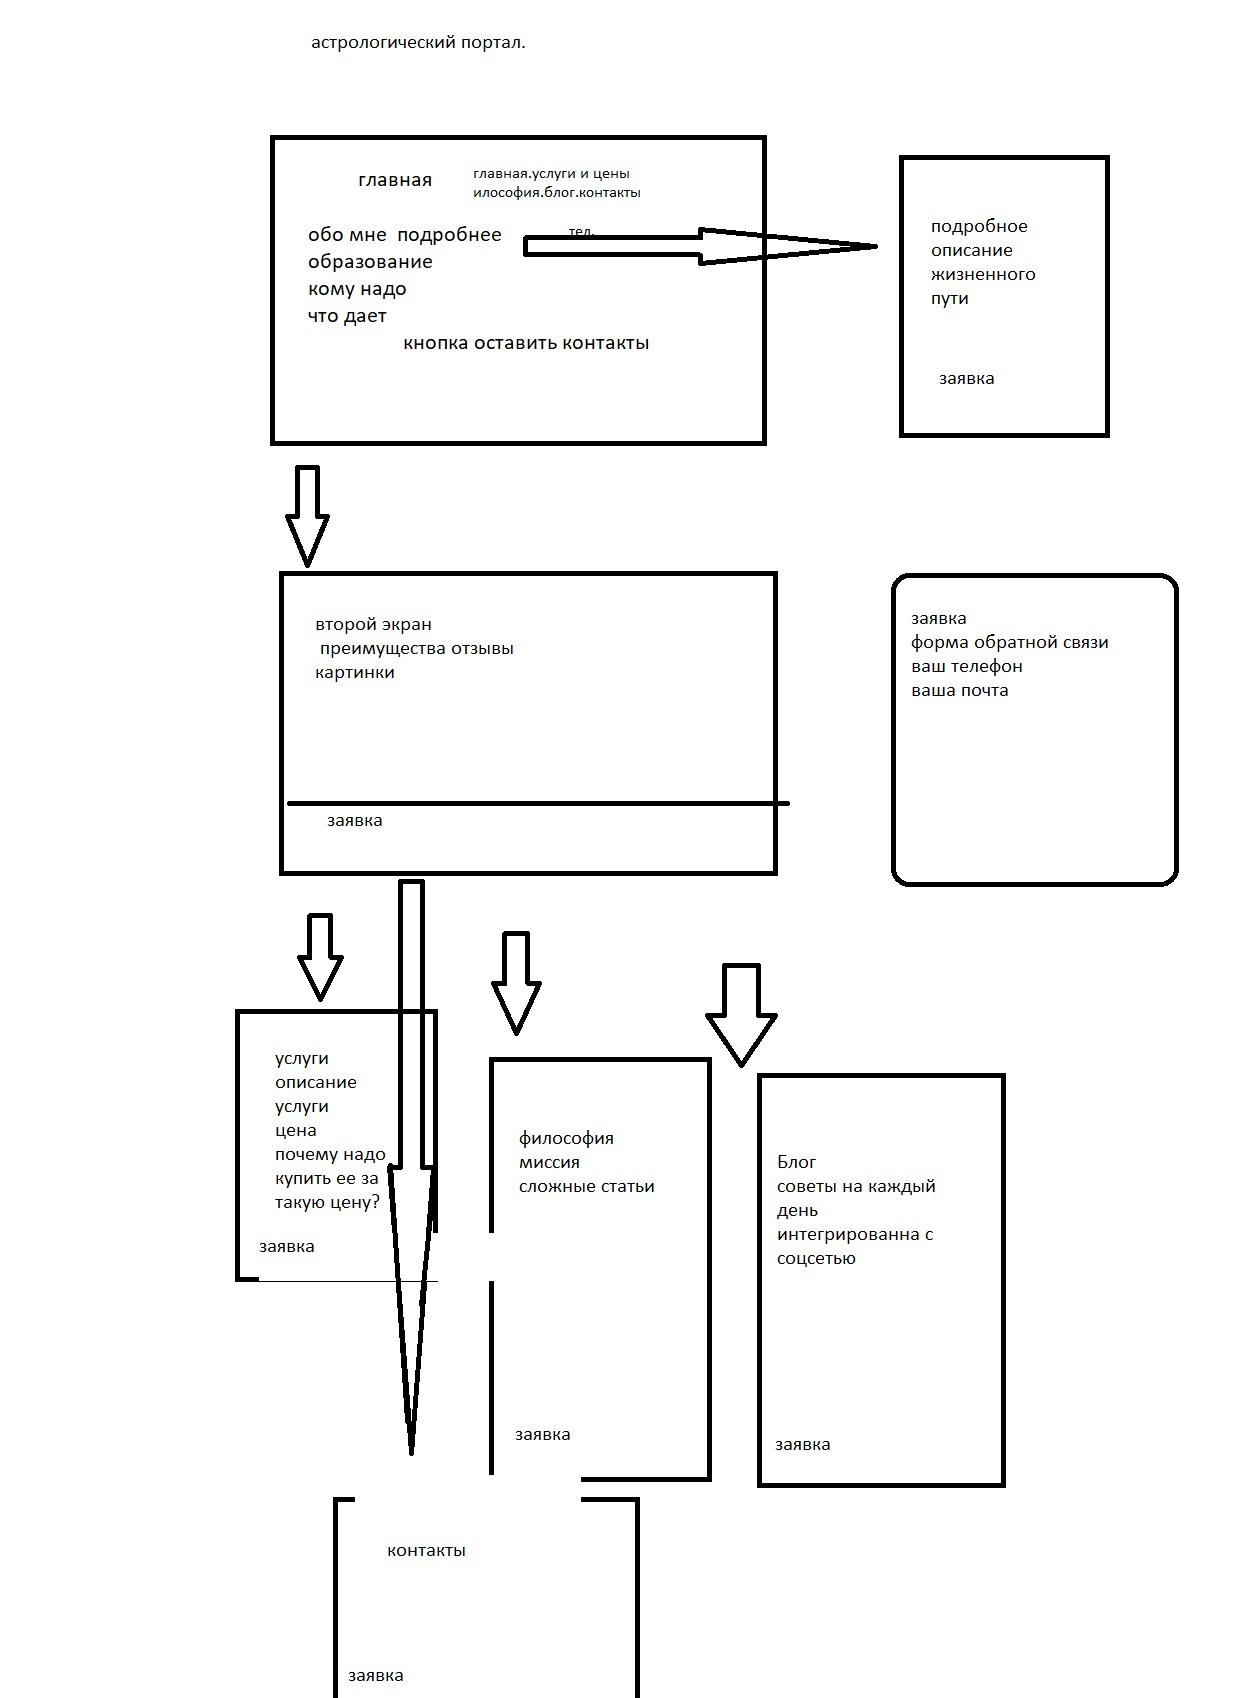 астрологический портал.
главная
главная.услуги и цены
илософия.блог.контакты
тел.
обо мне  подробнее
образование
кому надо
что дает
кнопка оставить контакты
подробное
описание
жизненного
пути
заявка
второй экран
преимущества отзывы
картинки
заявка
заявка
форма обратной связи
ваш телефон
ваша почта
услуги
описание
услуги
цена
почему надо
купить ее за
такую цену?
заявка
философия
миссия
сложные статьи
заявка
Блог
советы на каждый
день
интегрированна с
соцсетью
заявка
контакты
заявка